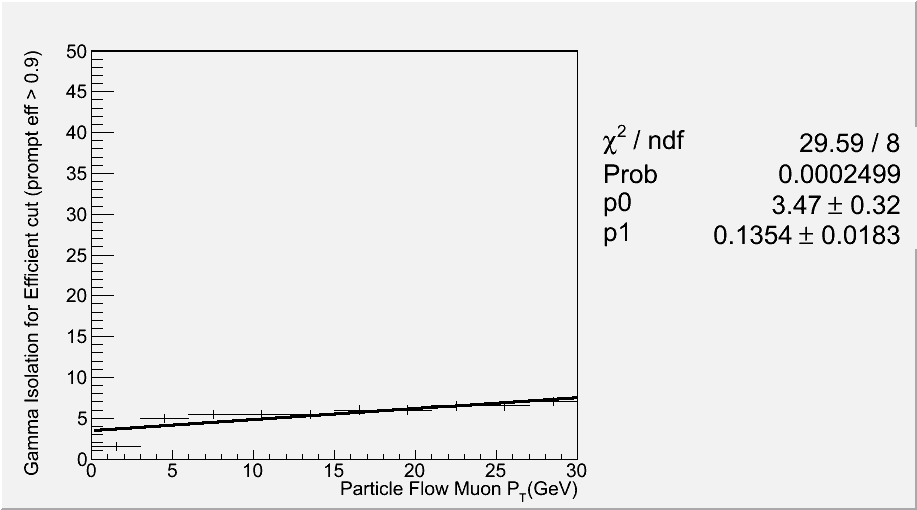 Gamma Isolation for Efficient cut (prompt eff > 0.9)
50
45
40
35
30
25
20
15
10
5
0
0 5 10 15 20 25 30
Particle Flow Muon P_T(GeV)
χ² / ndf 29.59 / 8
Prob 0.0002499
p0 3.47 ± 0.32
p1 0.1354 ± 0.0183